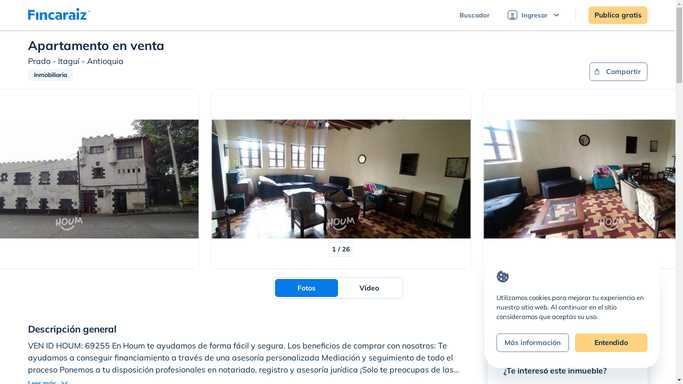 Fincaraiz
Buscador
Ingresar
Publica gratis
Apartamento en venta
Prado - Itaguí - Antioquia
Inmobiliaria
Compartir
HOUM
HOUM
HOUM
1 / 26
Fotos
Video
Descripción general
VEN ID HOUM: 69255 En Houm te ayudamos de forma fácil y segura. Los beneficios de comprar con nosotros: Te
ayudamos a conseguir financiamiento a través de una asesoría personalizada Mediación y seguimiento de todo el
proceso Ponemos a tu disposición profesionales en notariado, registro y asesoría jurídica ¡Solo te preocupas de las...
Leer más
Utilizamos cookies para mejorar tu experiencia en
nuestro sitio web. Al continuar en el sitio
consideramos que aceptas su uso.
Más información
Entendido
¿Te interesó este inmueble?